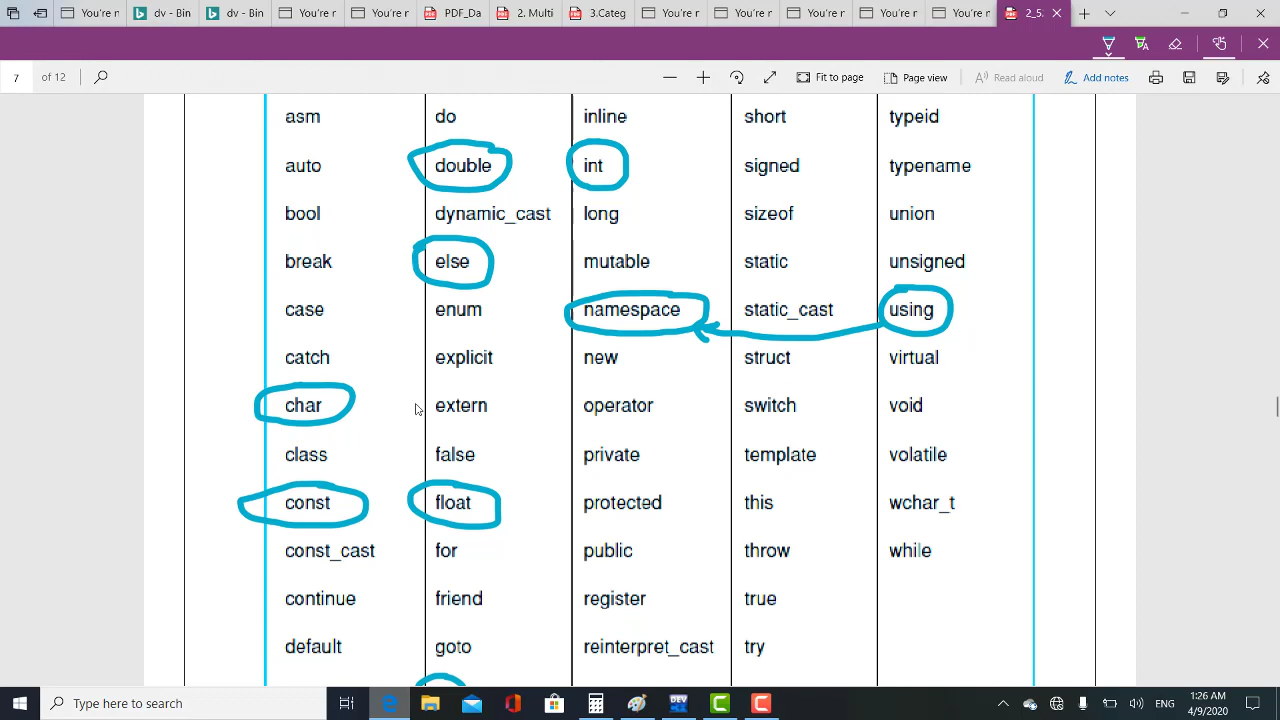 You're r
dv - Bin
dv - Bin
You're r
You're r
PDF_Da
2. Multi
3.Categ
You're r
You're r
You're r
You're r
You're r
2_5.
7 of 12
Fit to page
Page view
Read aloud
Add notes
asm do inline short typeid
auto double int signed typename
bool dynamic_cast long sizeof union
break else mutable static unsigned
case enum namespace static_cast using
catch explicit new struct virtual
char extern operator switch void
class false private template volatile
const float protected this wchar_t
const_cast for public throw while
continue friend register true
default goto reinterpret_cast try
Type here to search
DEV
ENG
1:26 AM
4/9/2020